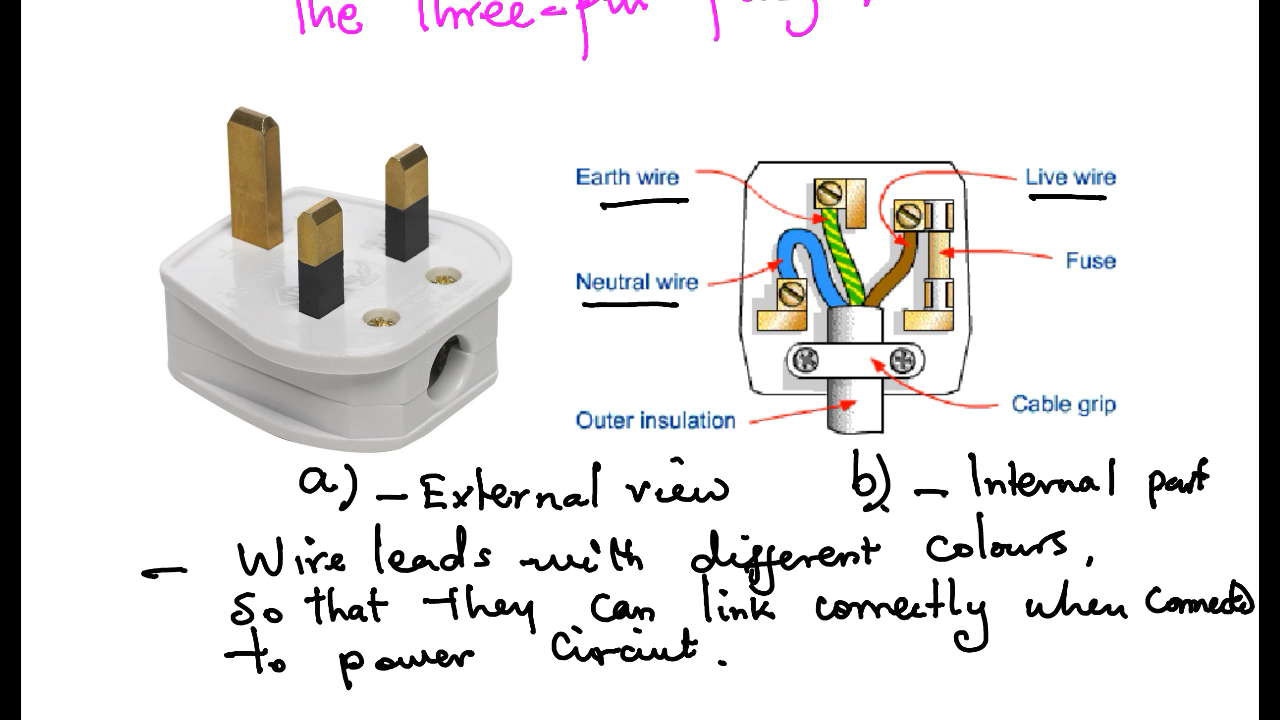 The Three-pin plug.
Earth wire
Live wire
Fuse
Neutral wire
Cable grip
Outer insulation
a) – External view
b) – Internal part
– Wire leads with different colours,
so that they can link correctly when connected
to power circuit.